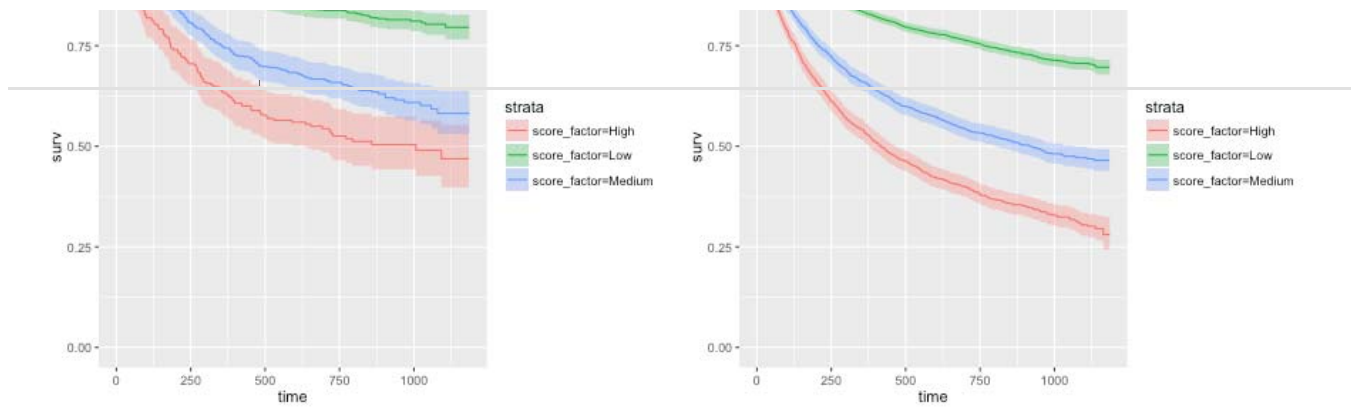 0.75
0.50
0.25
0.00
surv
0 250 500 750 1000
time
strata
score_factor=High
score_factor=Low
score_factor=Medium
0.75
0.50
0.25
0.00
surv
0 250 500 750 1000
time
strata
score_factor=High
score_factor=Low
score_factor=Medium